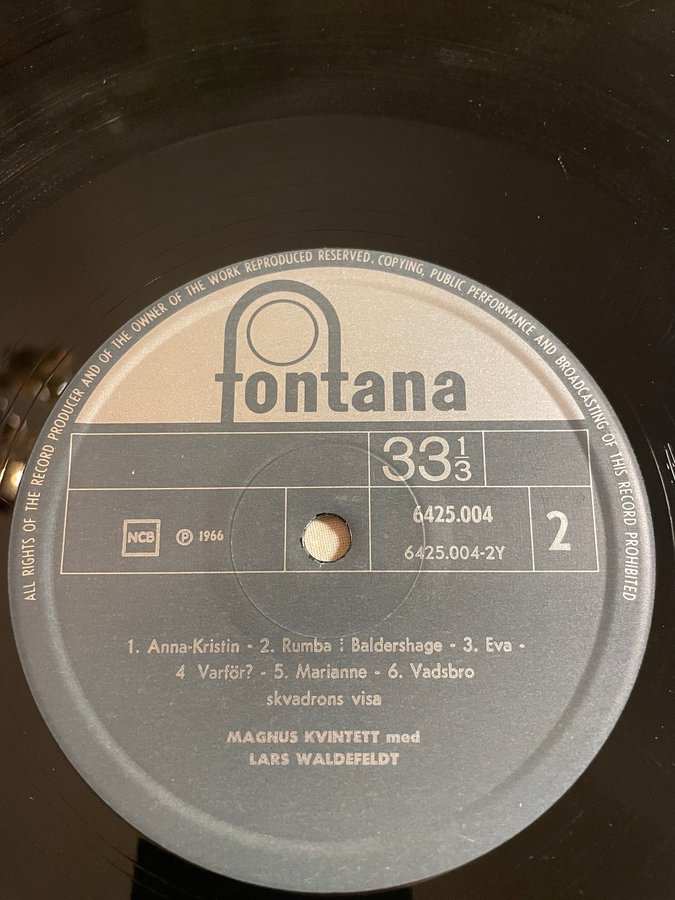 ALL RIGHTS OF THE RECORD PRODUCER AND OF THE OWNER OF THE WORK REPRODUCED RESERVED. COPYING, PUBLIC PERFORMANCE AND BROADCASTING OF THIS RECORD PROHIBITED
fontana
33 1/3
NCB ℗ 1966
6425.004
6425.004-2Y
2
1. Anna-Kristin - 2. Rumba i Baldershage - 3. Eva -
4 Varför? - 5. Marianne - 6. Vadsbro
skvadrons visa
MAGNUS KVINTETT med
LARS WALDEFELDT